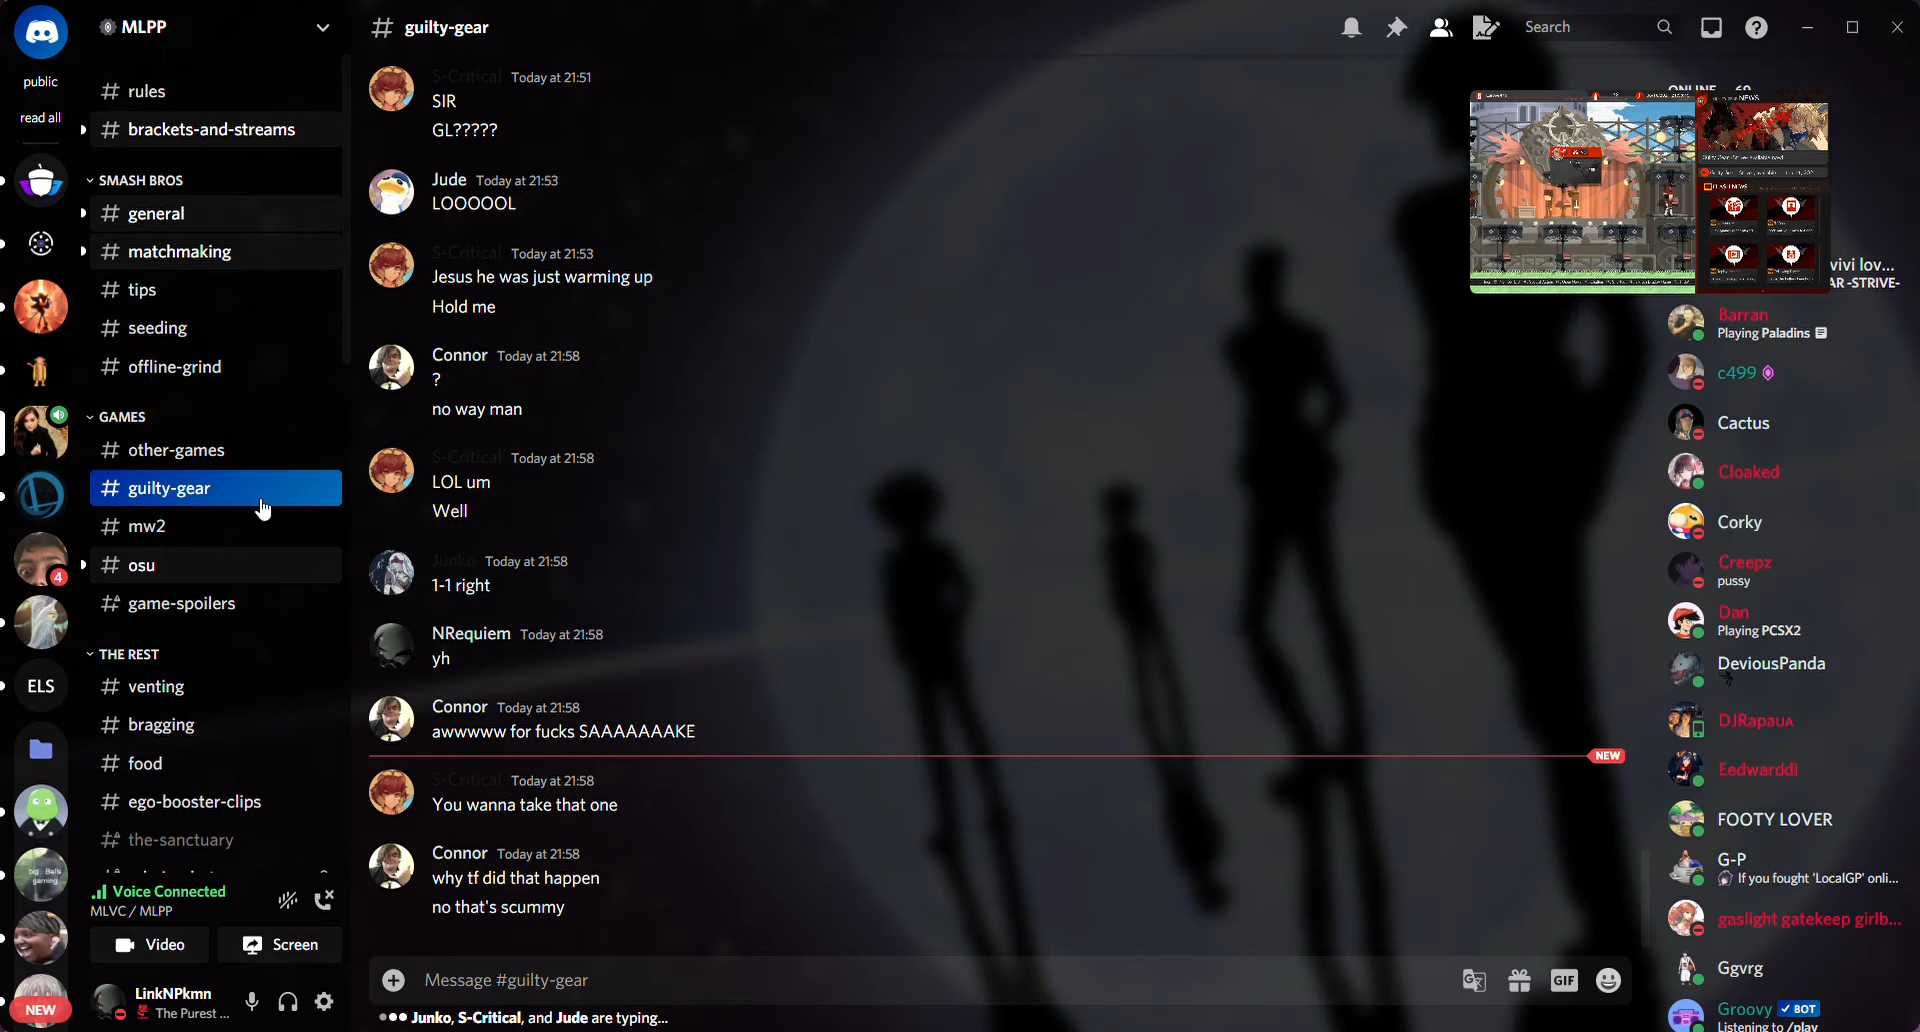 public
read all
ELS
4
NEW
MLPP
rules
brackets-and-streams
SMASH BROS
general
matchmaking
tips
seeding
offline-grind
GAMES
other-games
guilty-gear
mw2
osu
game-spoilers
THE REST
venting
bragging
food
ego-booster-clips
the-sanctuary
Voice Connected
MLVC / MLPP
Video
Screen
LinkNPkmn
The Purest ...
guilty-gear
Search
S-Critical Today at 21:51
SIR
GL?????
Jude Today at 21:53
LOOOOOL
S-Critical Today at 21:53
Jesus he was just warming up
Hold me
Connor Today at 21:58
?
no way man
S-Critical Today at 21:58
LOL um
Well
Junko Today at 21:58
1-1 right
NRequiem Today at 21:58
yh
Connor Today at 21:58
awwwww for fucks SAAAAAAAKE
NEW
S-Critical Today at 21:58
You wanna take that one
Connor Today at 21:58
why tf did that happen
no that's scummy
Message #guilty-gear
GIF
Junko, S-Critical, and Jude are typing...
NEWS
vivi lov...
AR -STRIVE-
Barran
Playing Paladins
c499
Cactus
Cloaked
Corky
Creepz
pussy
Dan
Playing PCSX2
DeviousPanda
DJRapaua
Eedwarddl
FOOTY LOVER
G-P
If you fought 'LocalGP' onli...
gaslight gatekeep girlb...
Ggvrg
Groovy BOT
Listening to /play